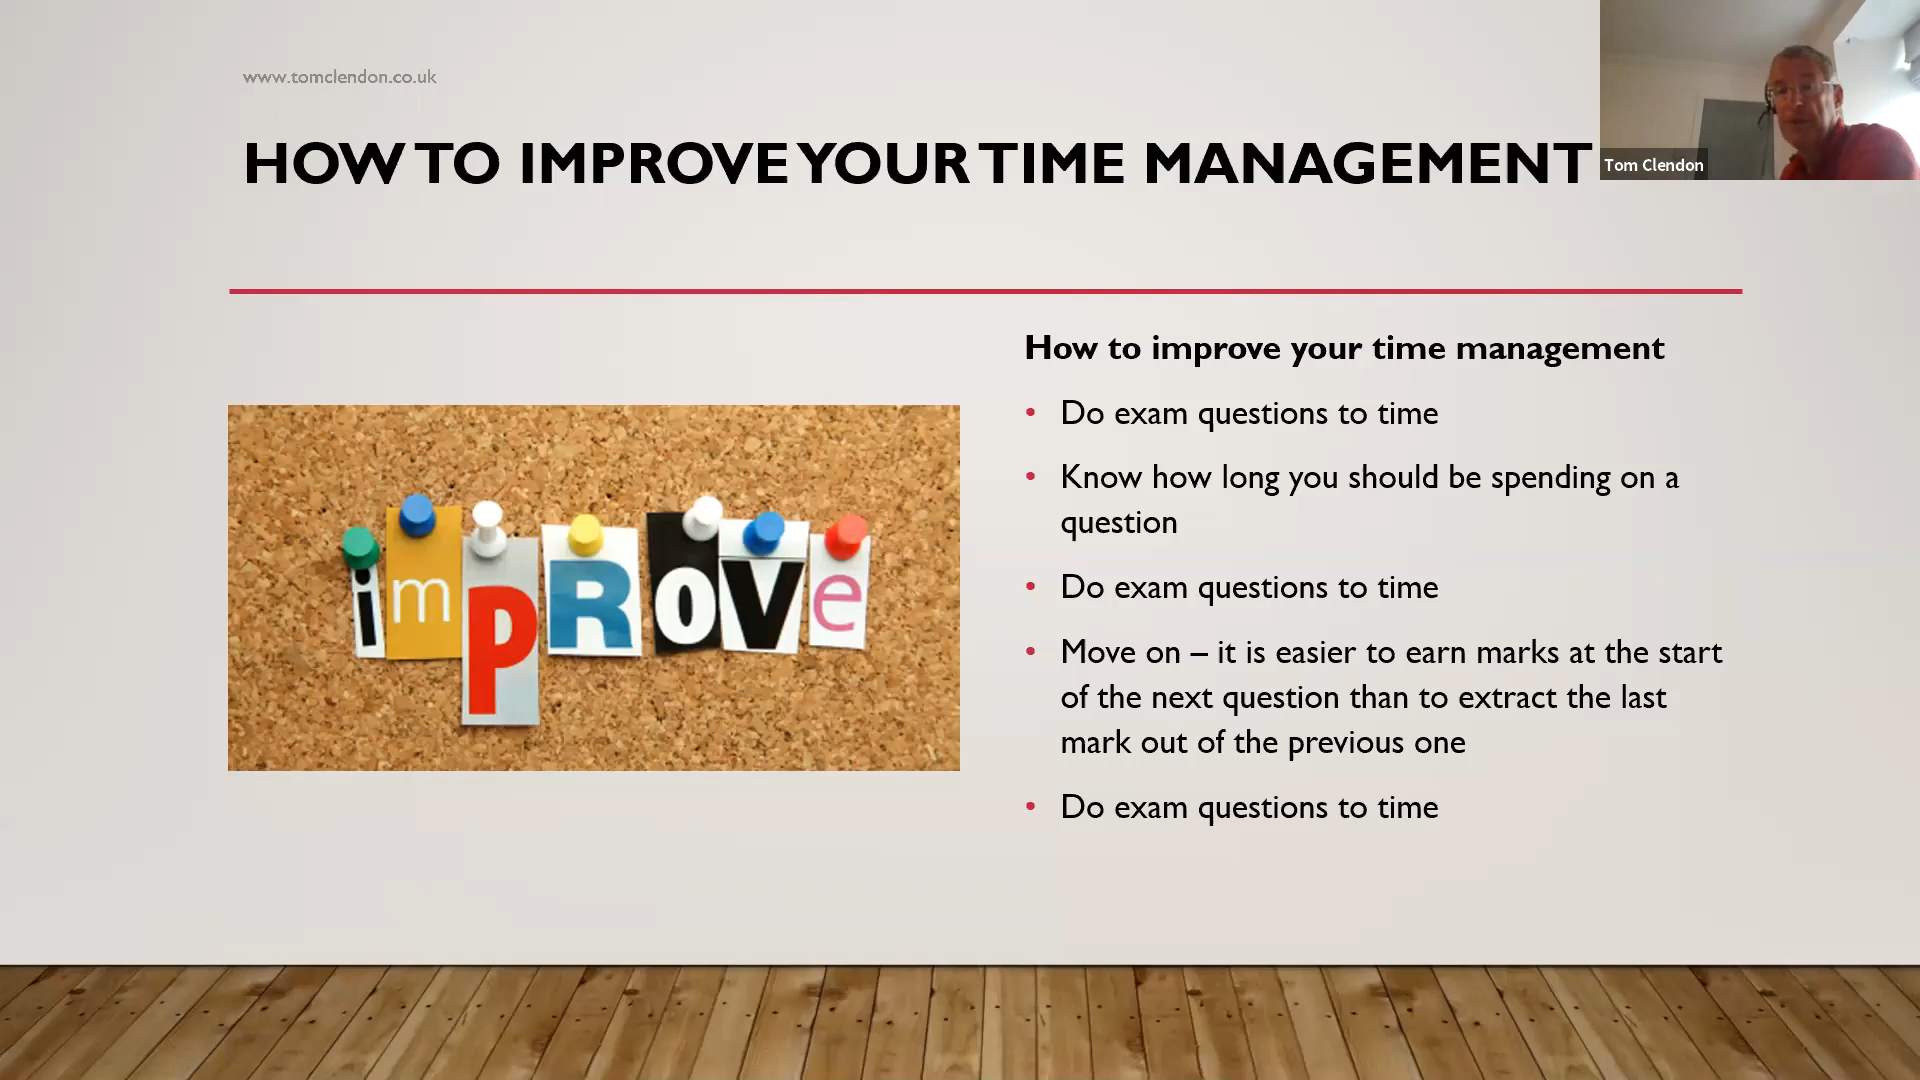 www.tomclendon.co.uk
HOW TO IMPROVE YOUR TIME MANAGEMENT
Tom Clendon
How to improve your time management
• Do exam questions to time
• Know how long you should be spending on a
question
• Do exam questions to time
• Move on – it is easier to earn marks at the start
of the next question than to extract the last
mark out of the previous one
• Do exam questions to time
impRove